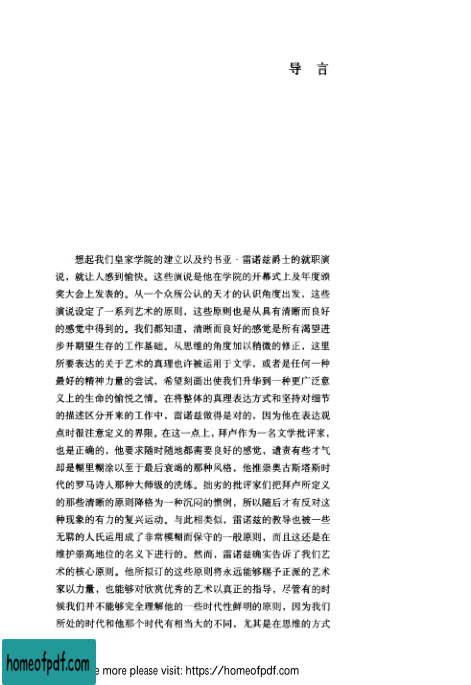 导 言
想起我们皇家学院的建立以及约书亚·雷诺兹爵士的就职演
说，就让人感到愉快。这些演说是他在学院的开幕式上及年度颁
奖大会上发表的。从一个众所公认的天才的认识角度出发，这些
演说设定了一系列艺术的原则，这些原则也是从具有清晰而良好
的感觉中得到的。我们都知道，清晰而良好的感觉是所有渴望进
步并期望生存的工作基础。从思维的角度加以稍微的修正，这里
所要表达的关于艺术的真理也许被运用于文学，或者是任何一种
最好的精神力量的尝试，希望刻画出使我们升华到一种更广泛意
义上的生命的愉悦之情。在将整体的真理表达方式和坚持对细节
的描述区分开来的工作中，雷诺兹做得是对的，因为他在表达观
点时很注意定义的界限。在这一点上，拜卢作为一名文学批评家，
也是正确的，他要求随时随地都需要良好的感觉，谴责有些才气
却是糊里糊涂以至于最后衰竭的那种风格，他推崇奥古斯塔斯时
代的罗马诗人那种大师级的洗练。拙劣的批评家们把拜卢所定义
的那些清晰的原则降格为一种沉闷的惯例，所以随后才有反对这
种现象的有力的复兴运动。与此相类似，雷诺兹的教导也被一些
无聊的人氏运用成了非常模糊而保守的一般原则，而且这还是在
维护崇高地位的名义下进行的。然而，雷诺兹确实告诉了我们艺
术的核心原则。他所拟订的这些原则将永远能够赐予正派的艺术
家以力量，也能够对欣赏优秀的艺术以真正的指导，尽管有的时
候我们并不能够完全理解他的一些时代性鲜明的原则，因为我们
所处的时代和他那个时代有相当大的不同，尤其是在思维的方式
homeofpdf.com
e more please visit: https://homeofpdf.com